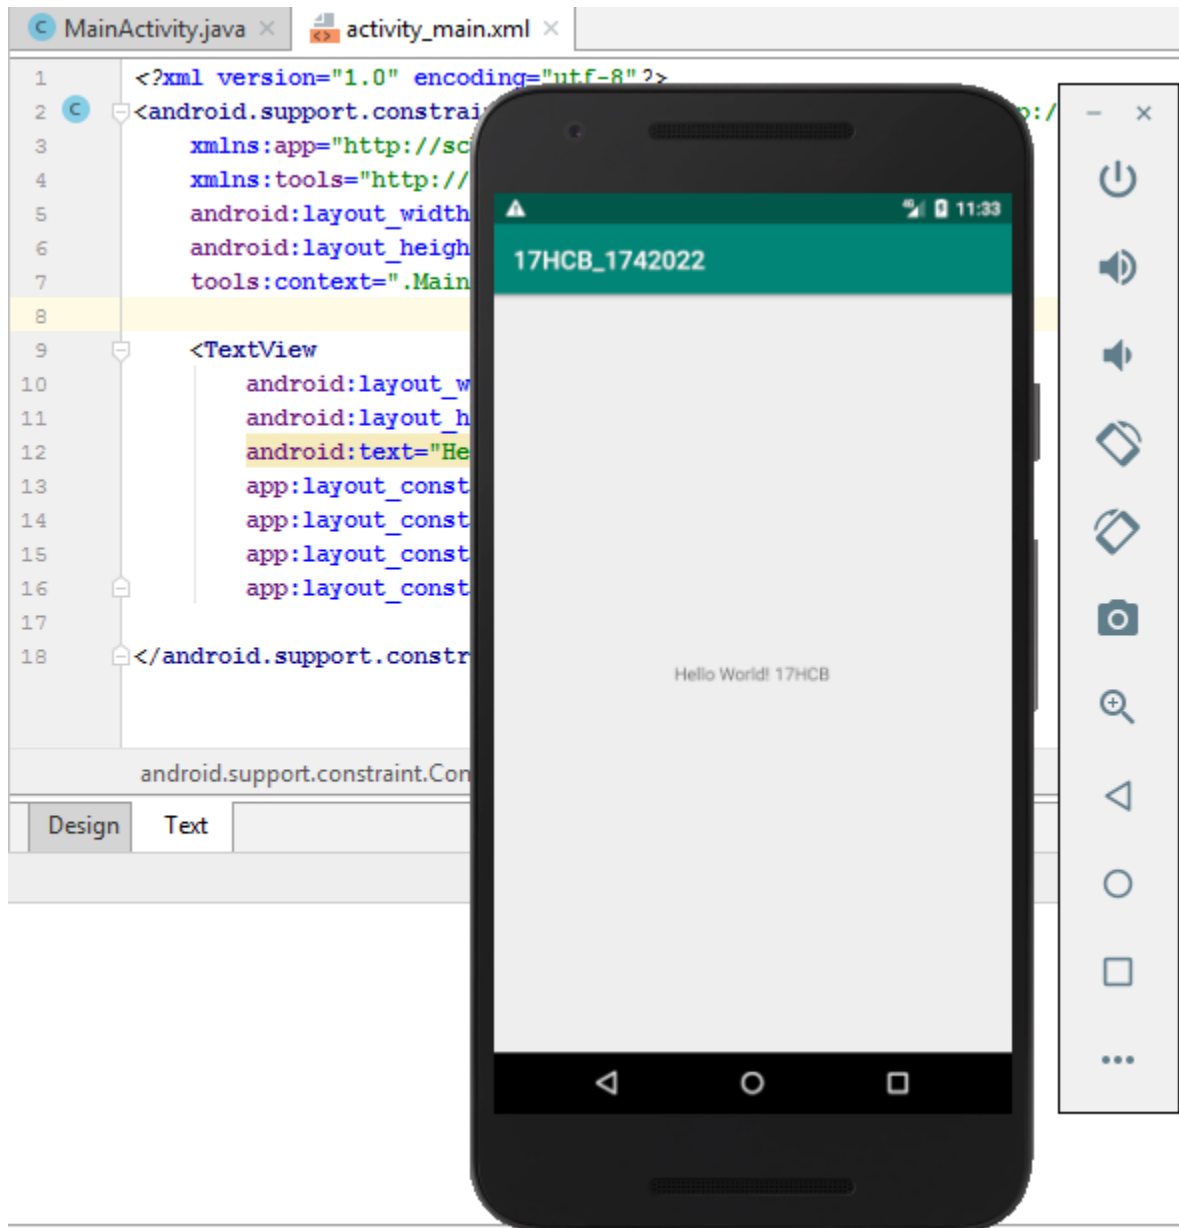 MainActivity.java
activity_main.xml
1 <?xml version="1.0" encoding="utf-8"?>
2 <android.support.constrai p:/
3 xmlns:app="http://sc
4 xmlns:tools="http://
5 android:layout_width
6 android:layout_heigh
7 tools:context=".Main
8
9 <TextView
10 android:layout_w
11 android:layout_h
12 android:text="He
13 app:layout_const
14 app:layout_const
15 app:layout_const
16 app:layout_const
17
18 </android.support.constr
android.support.constraint.Con
Design Text
11:33
17HCB_1742022
Hello World! 17HCB